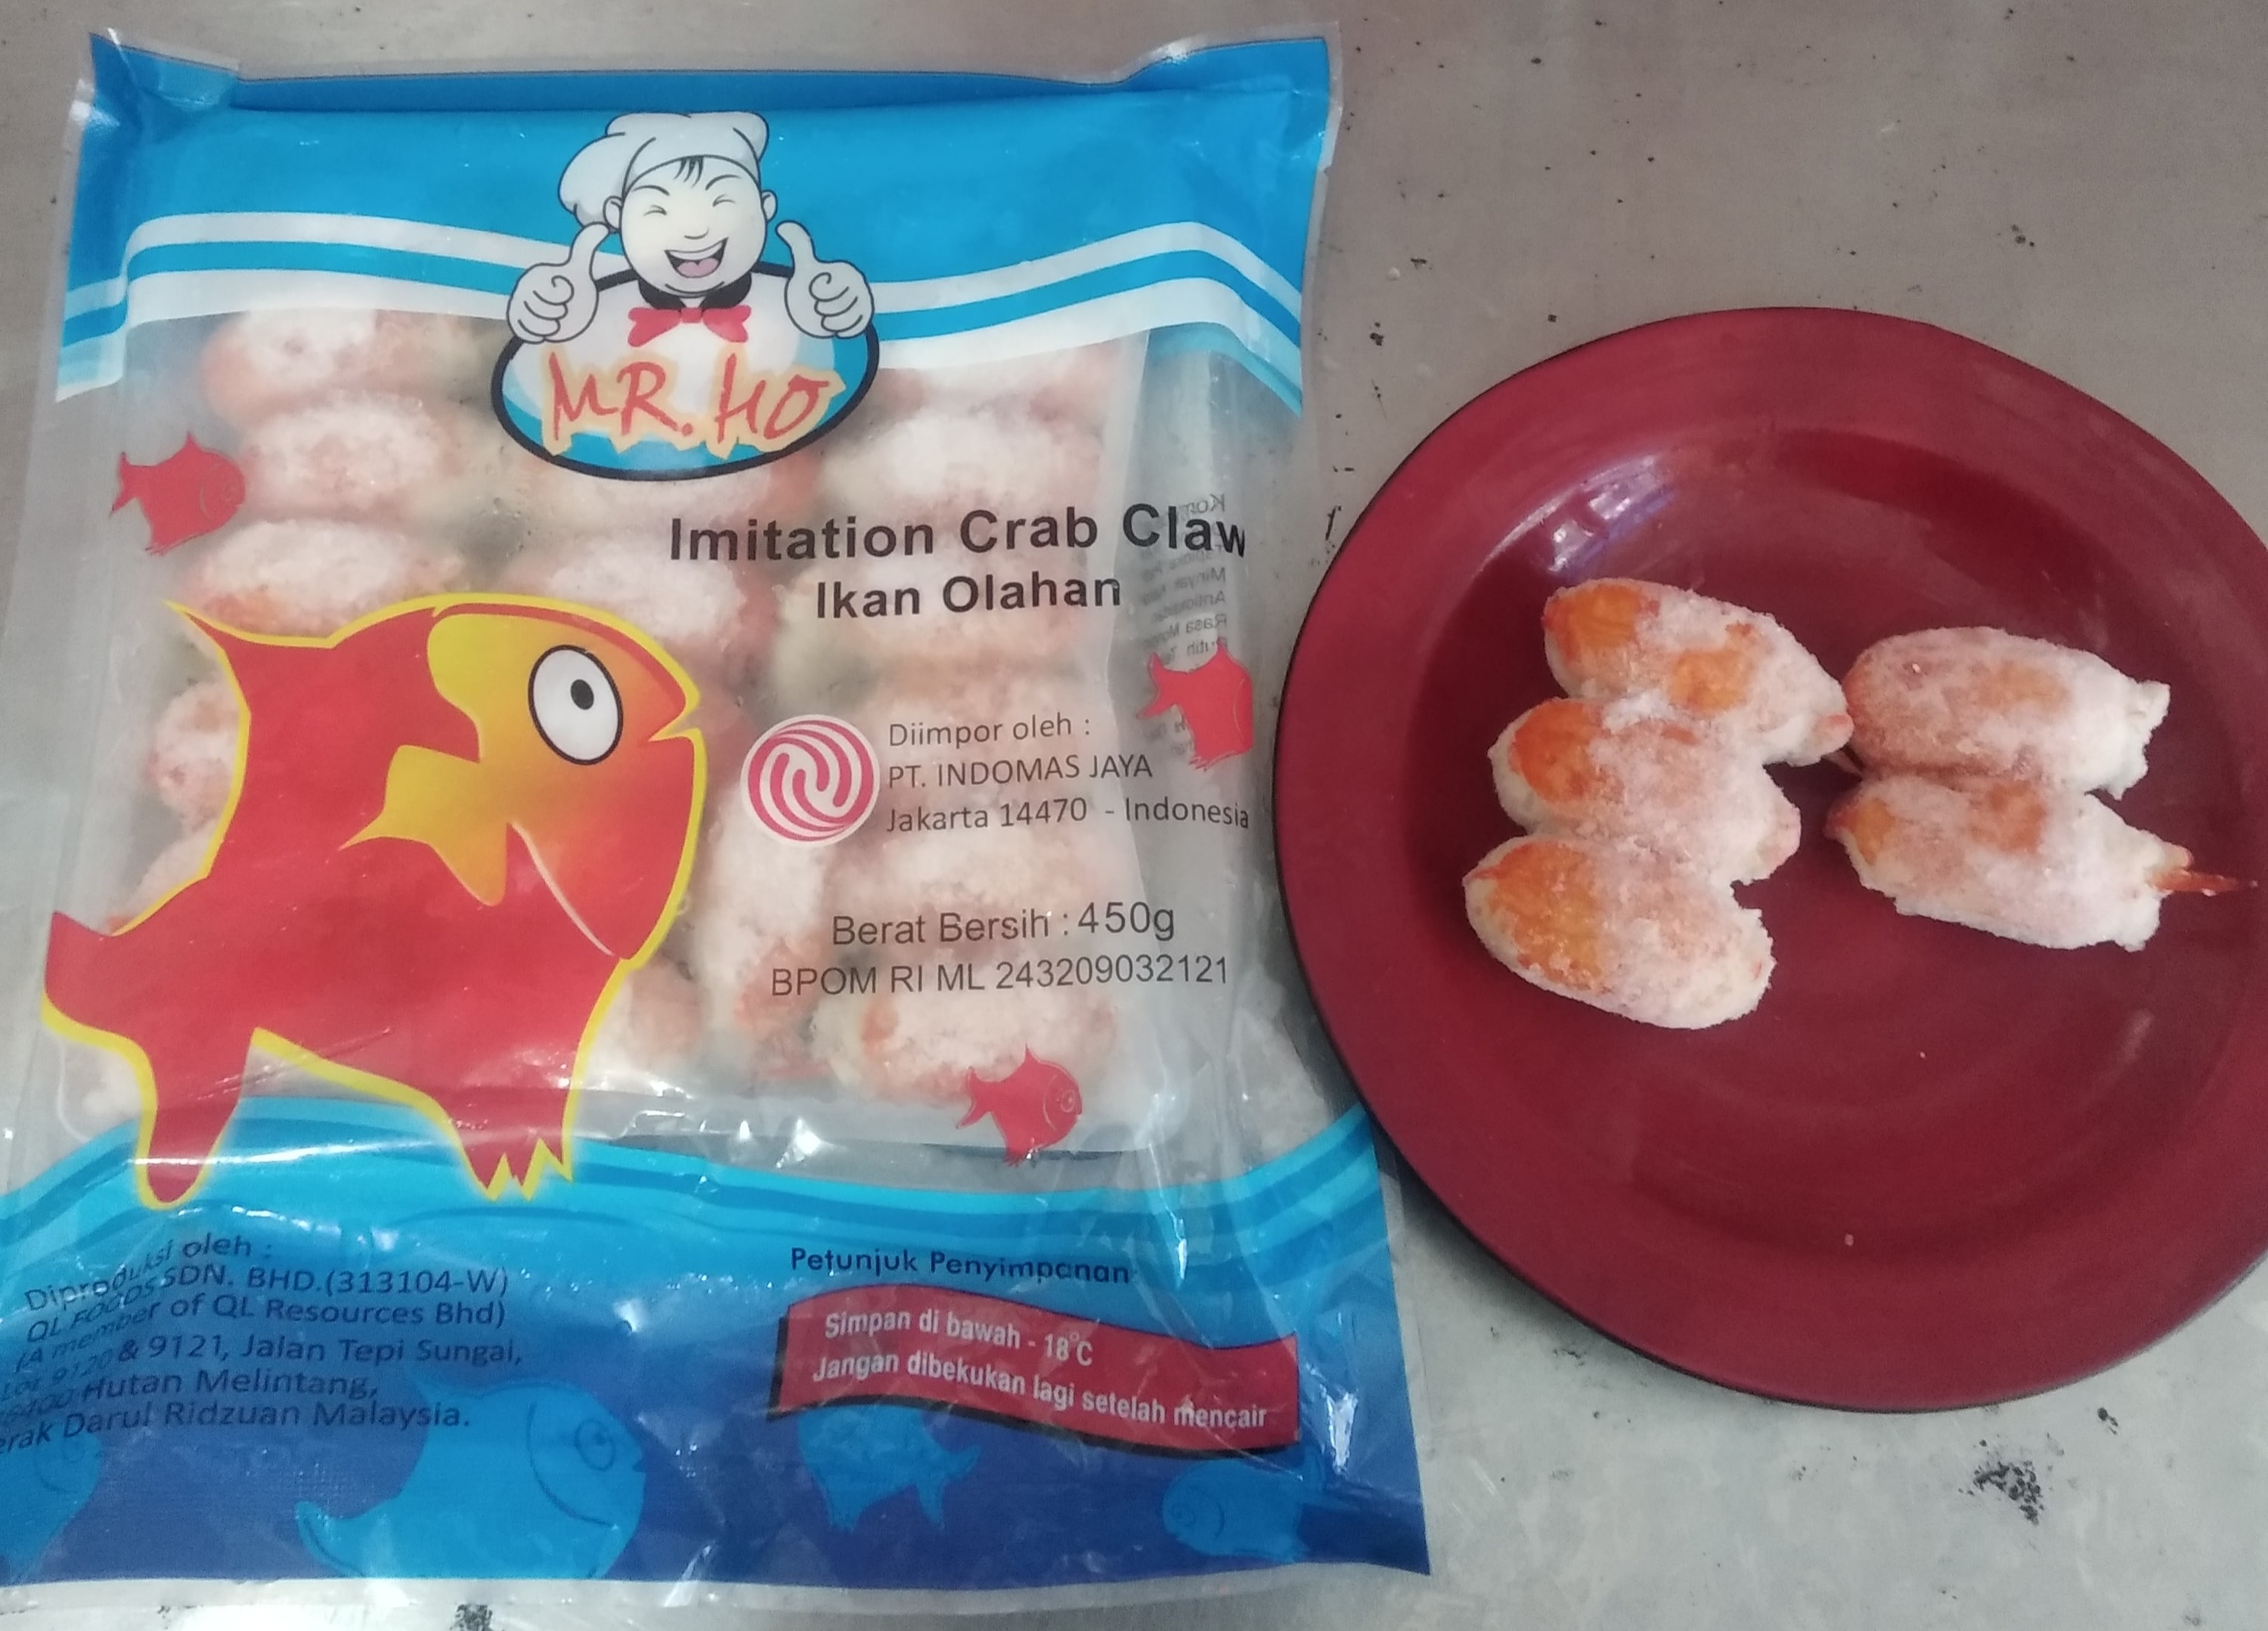 MR. HO
Imitation Crab Claw
Ikan Olahan
Diimpor oleh :
PT. INDOMAS JAYA
Jakarta 14470 - Indonesia
Berat Bersih : 450g
BPOM RI ML 243209032121
Diproduksi oleh :
QL FOODS SDN. BHD.(313104-W)
(A member of QL Resources Bhd)
Lot 9120 & 9121, Jalan Tepi Sungai,
Hutan Melintang,
erak Darul Ridzuan Malaysia.
Petunjuk Penyimpanan
Simpan di bawah - 18°C
Jangan dibekukan lagi setelah mencair